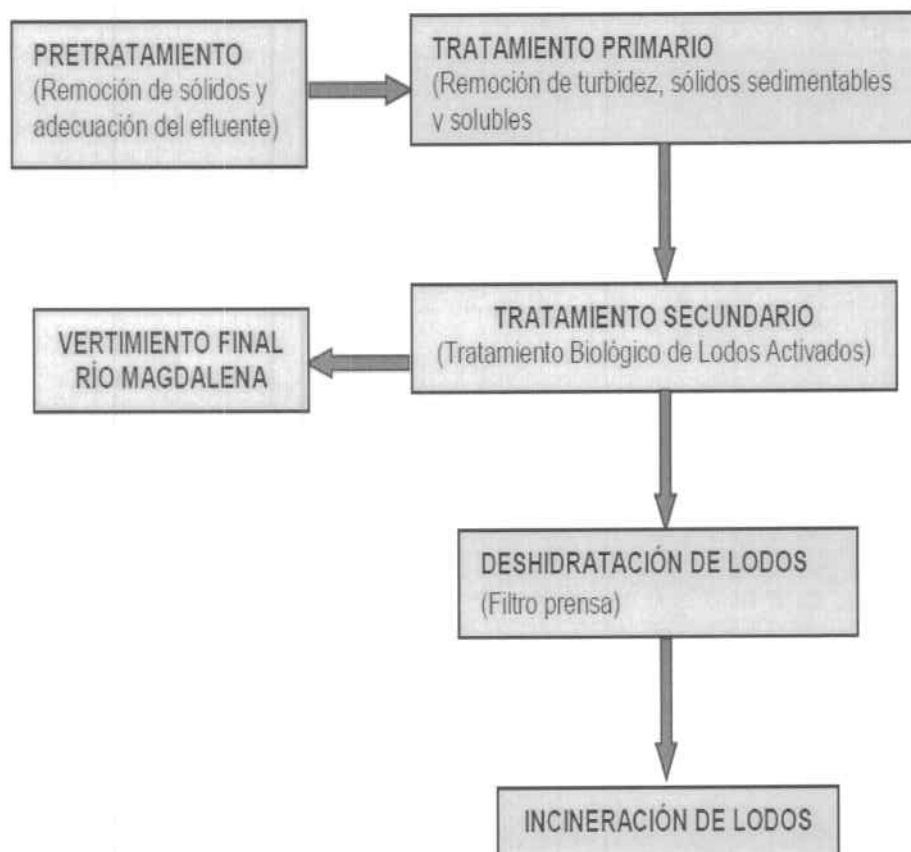 PRETRATAMIENTO
(Remoción de sólidos y
adecuación del efluente)
TRATAMIENTO PRIMARIO
(Remoción de turbidez, sólidos sedimentables
y solubles
TRATAMIENTO SECUNDARIO
(Tratamiento Biológico de Lodos Activados)
VERTIMIENTO FINAL
RÍO MAGDALENA
DESHIDRATACIÓN DE LODOS
(Filtro prensa)
INCINERACIÓN DE LODOS